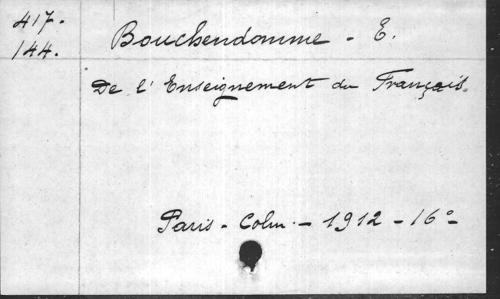 417.
144.
Bouchendomme - E.
De l'Enseignement du Français.
Paris - Colin - 1912 - 16°